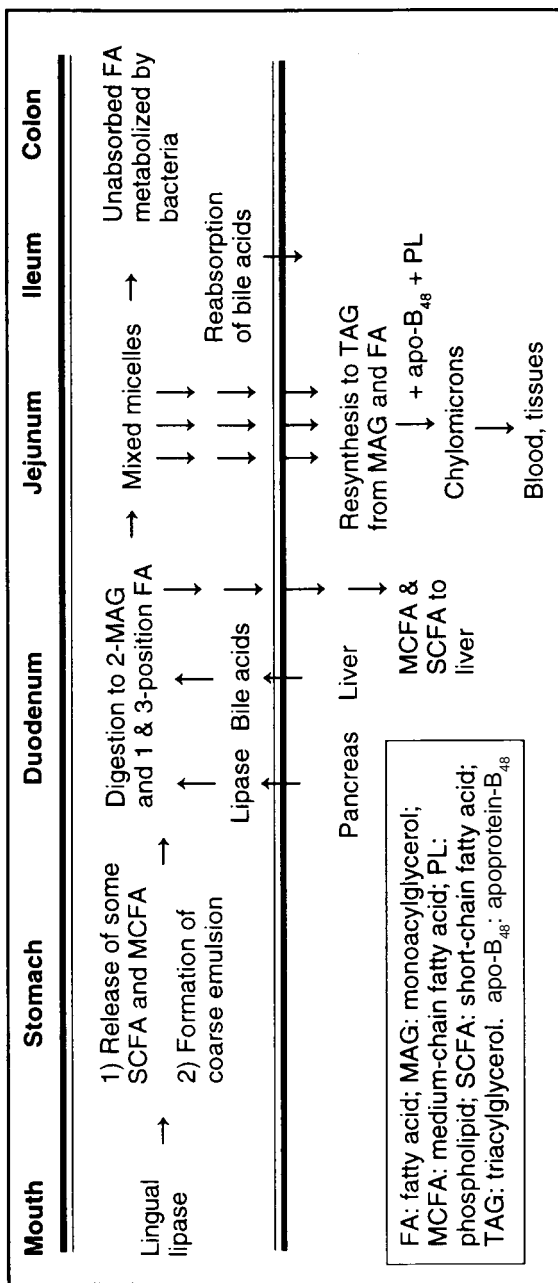 Mouth Stomach Duodenum Jejunum Ileum Colon
Lingual
lipase
→
1) Release of some
SCFA and MCFA
2) Formation of
coarse emulsion
→
Digestion to 2-MAG
and 1 & 3-position FA
→
Mixed micelles
→
Unabsorbed FA
metabolized by
bacteria
Lipase Bile acids
Reabsorption
of bile acids
Pancreas Liver
MCFA &
SCFA to
liver
Resynthesis to TAG
from MAG and FA
+ apo-B₄₈ + PL
Chylomicrons
Blood, tissues
FA: fatty acid; MAG: monoacylglycerol;
MCFA: medium-chain fatty acid; PL:
phospholipid; SCFA: short-chain fatty acid;
TAG: triacylglycerol. apo-B₄₈: apoprotein-B₄₈